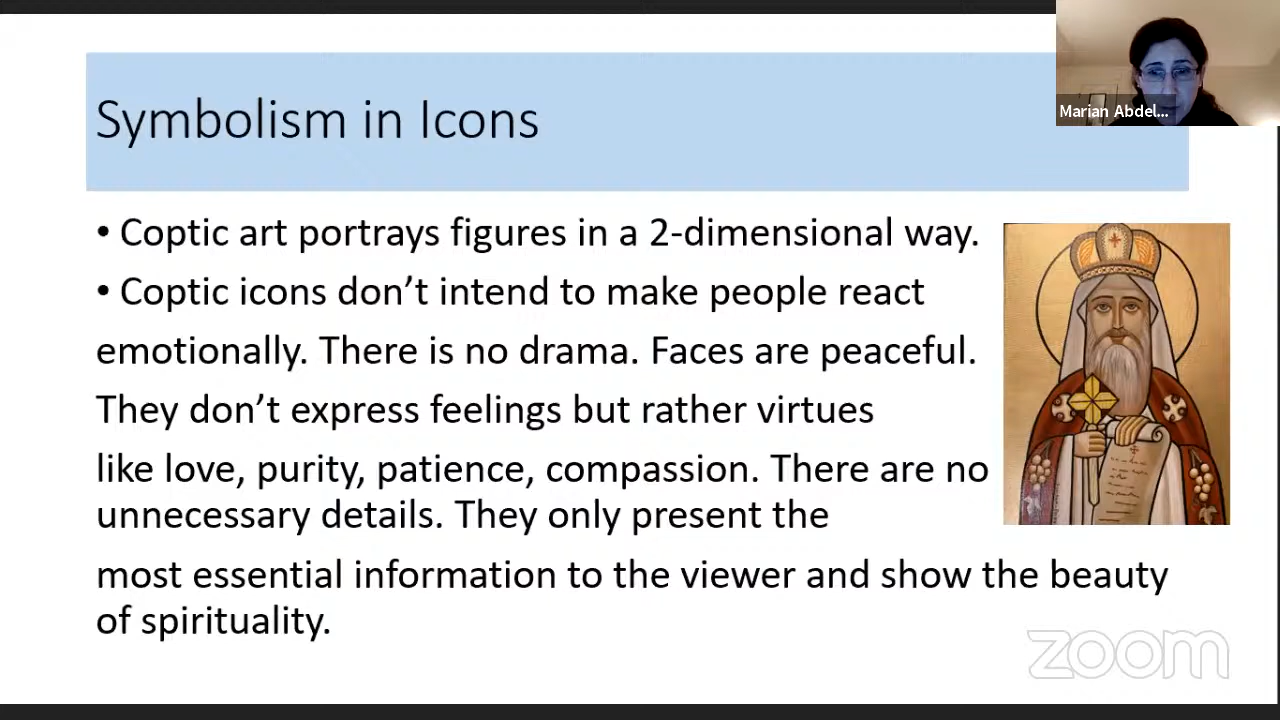 Marian Abdel...
Symbolism in Icons
• Coptic art portrays figures in a 2-dimensional way.
• Coptic icons don’t intend to make people react
emotionally. There is no drama. Faces are peaceful.
They don’t express feelings but rather virtues
like love, purity, patience, compassion. There are no
unnecessary details. They only present the
most essential information to the viewer and show the beauty
of spirituality.
zoom